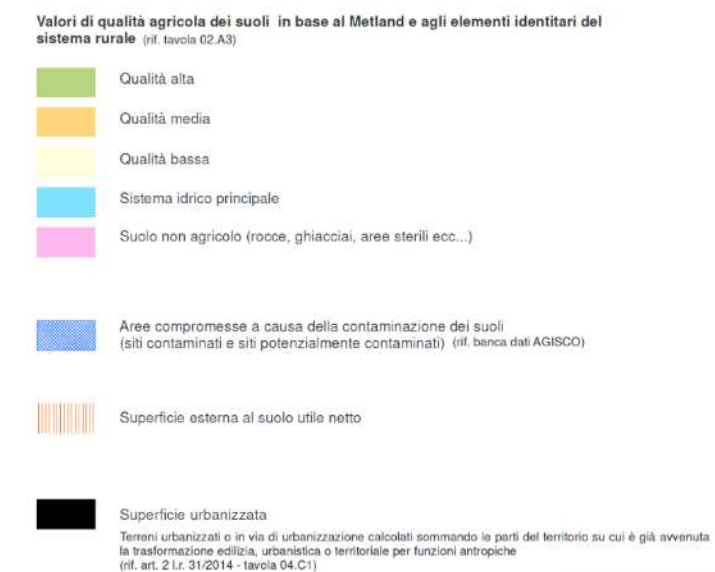 Valori di qualità agricola dei suoli in base al Metland e agli elementi identitari del
sistema rurale (rif. tavola 02.A3)
Qualità alta
Qualità media
Qualità bassa
Sistema idrico principale
Suolo non agricolo (rocce, ghiacciai, aree sterili ecc...)
Aree compromesse a causa della contaminazione dei suoli
(siti contaminati e siti potenzialmente contaminati) (rif. banca dati AGISCO)
Superficie esterna al suolo utile netto
Superficie urbanizzata
Terreni urbanizzati o in via di urbanizzazione calcolati sommando le parti del territorio su cui è già avvenuta
la trasformazione edilizia, urbanistica o territoriale per funzioni antropiche
(rif. art. 2 l.r. 31/2014 - tavola 04.C1)